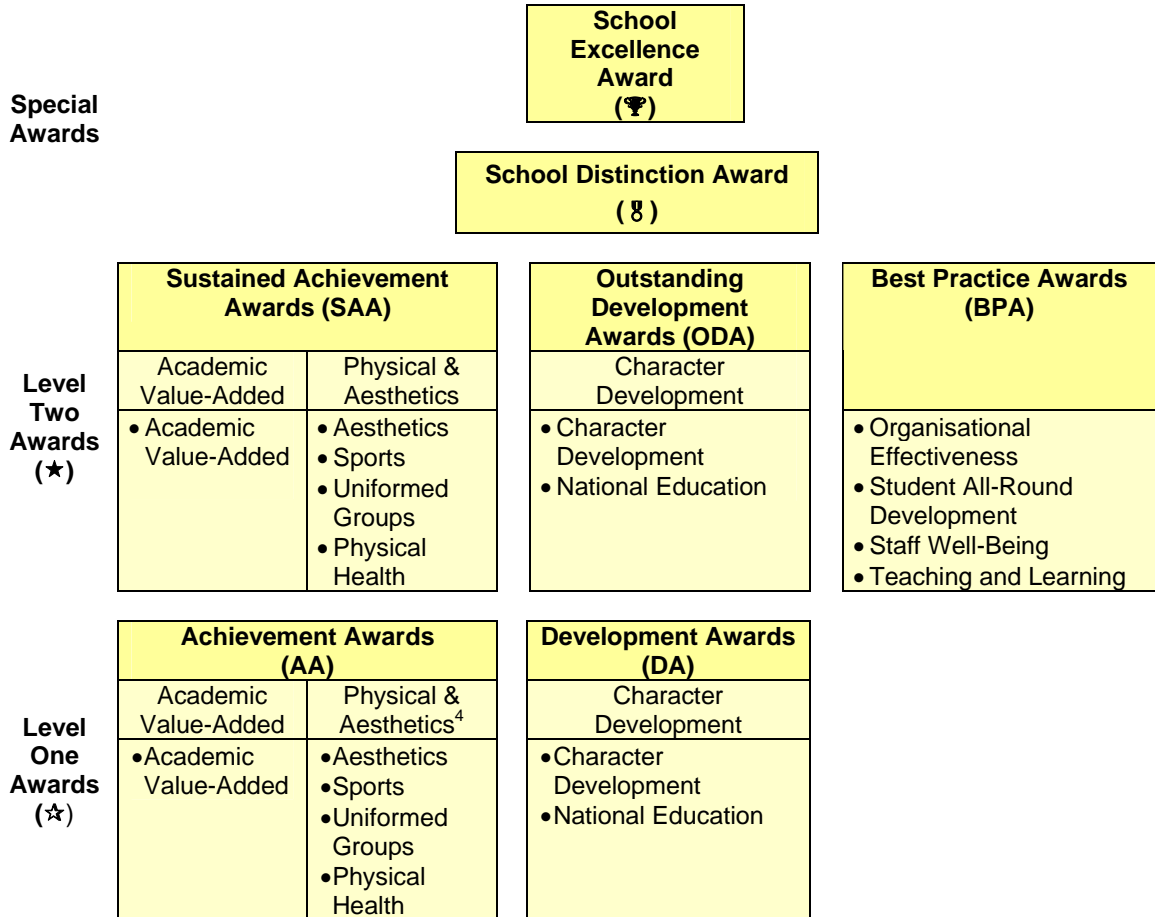 School
Excellence
Award
(🏆)
Special
Awards
School Distinction Award
(🎖)
Level
Two
Awards
(★)
Sustained Achievement
Awards (SAA)
Academic
Value-Added
• Academic
Value-Added
Physical &
Aesthetics
• Aesthetics
• Sports
• Uniformed
Groups
• Physical
Health
Outstanding
Development
Awards (ODA)
Character
Development
• Character
Development
• National Education
Best Practice Awards
(BPA)
• Organisational
Effectiveness
• Student All-Round
Development
• Staff Well-Being
• Teaching and Learning
Level
One
Awards
(☆)
Achievement Awards
(AA)
Academic
Value-Added
•Academic
Value-Added
Physical &
Aesthetics⁴
•Aesthetics
•Sports
•Uniformed
Groups
•Physical
Health
Development Awards
(DA)
Character
Development
•Character
Development
•National Education